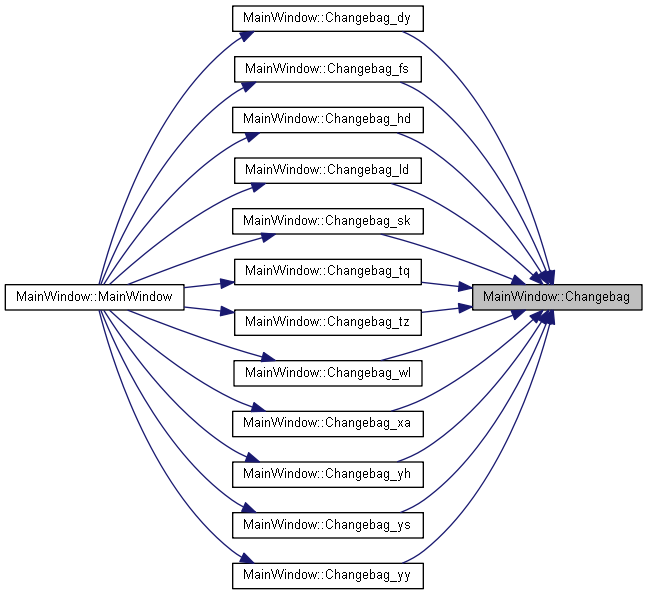 MainWindow::Changebag_dy
MainWindow::Changebag_fs
MainWindow::Changebag_hd
MainWindow::Changebag_ld
MainWindow::Changebag_sk
MainWindow::Changebag_tq
MainWindow::MainWindow
MainWindow::Changebag
MainWindow::Changebag_tz
MainWindow::Changebag_wl
MainWindow::Changebag_xa
MainWindow::Changebag_yh
MainWindow::Changebag_ys
MainWindow::Changebag_yy